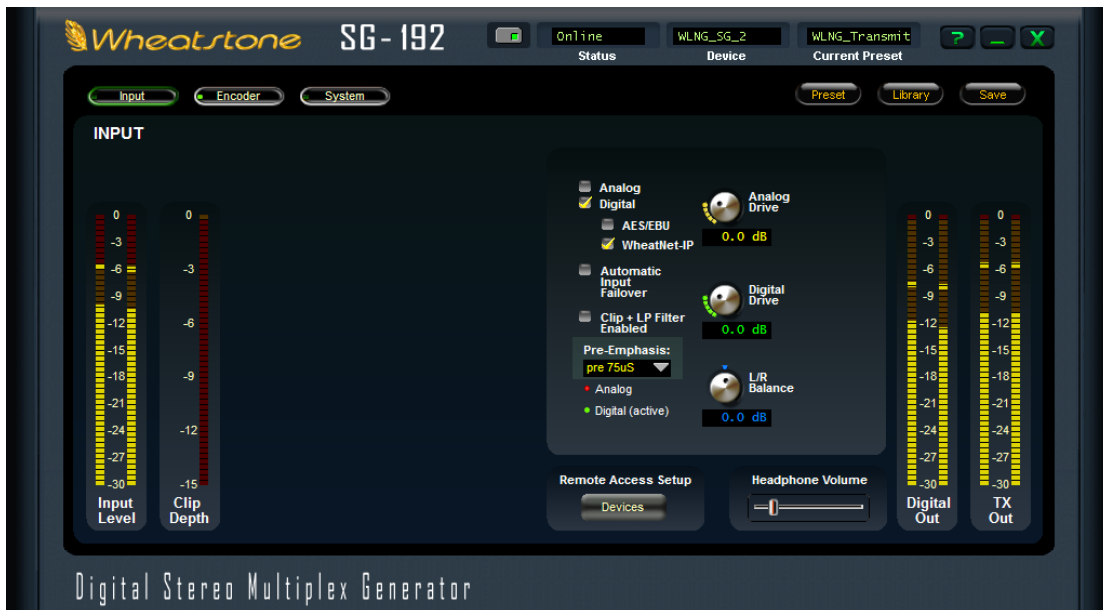 Wheatstone SG-192
Online WLNG_SG_2 WLNG_Transmit ? _ X
Status Device Current Preset
Input Encoder System Preset Library Save
INPUT
Analog
Digital
AES/EBU
WheatNet-IP
Analog
Drive
0.0 dB
Automatic
Input
Failover
Digital
Drive
0.0 dB
Clip + LP Filter
Enabled
Pre-Emphasis:
pre 75uS
Analog
Digital (active)
L/R
Balance
0.0 dB
0
-3
-6
-9
-12
-15
-18
-21
-24
-27
-30
Input
Level
0
-3
-6
-9
-12
-15
Clip
Depth
Remote Access Setup
Devices
Headphone Volume
0
-3
-6
-9
-12
-15
-18
-21
-24
-27
-30
Digital
Out
0
-3
-6
-9
-12
-15
-18
-21
-24
-27
-30
TX
Out
Digital Stereo Multiplex Generator